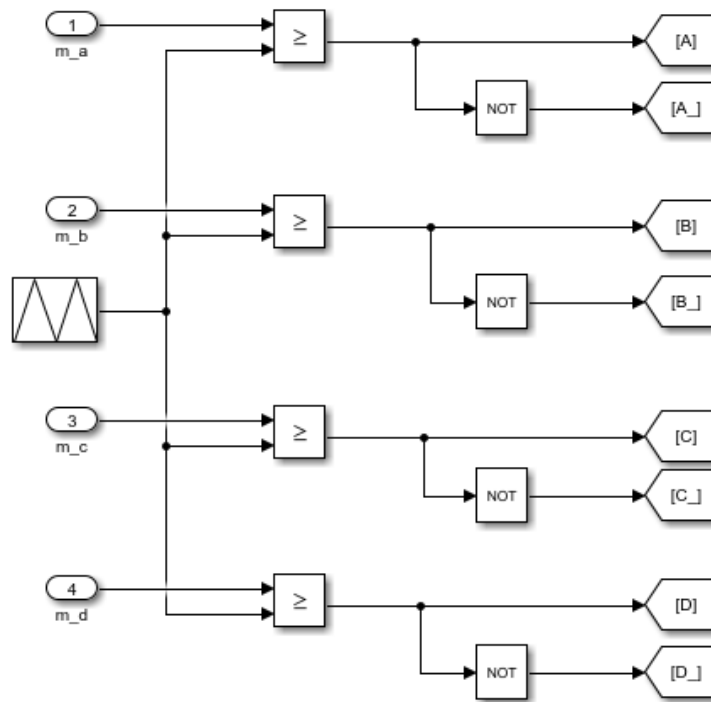 1
m_a
≥
[A]
NOT
[A_]
2
m_b
≥
[B]
NOT
[B_]
3
m_c
≥
[C]
NOT
[C_]
4
m_d
≥
[D]
NOT
[D_]